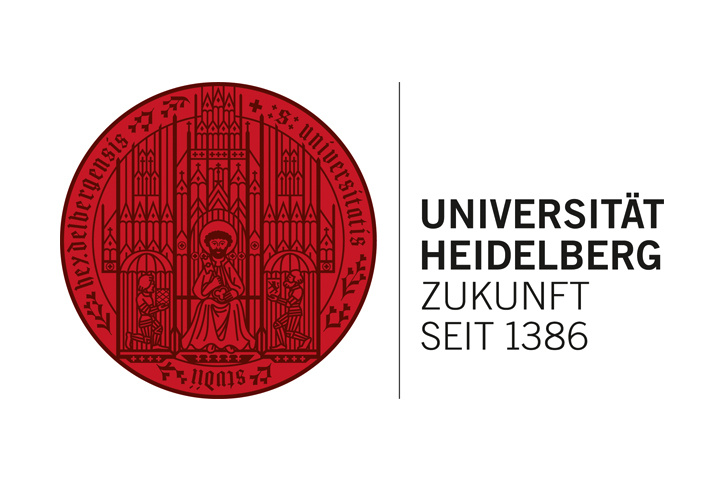 s. universitatis
studii
heydelbergensis
UNIVERSITÄT
HEIDELBERG
ZUKUNFT
SEIT 1386